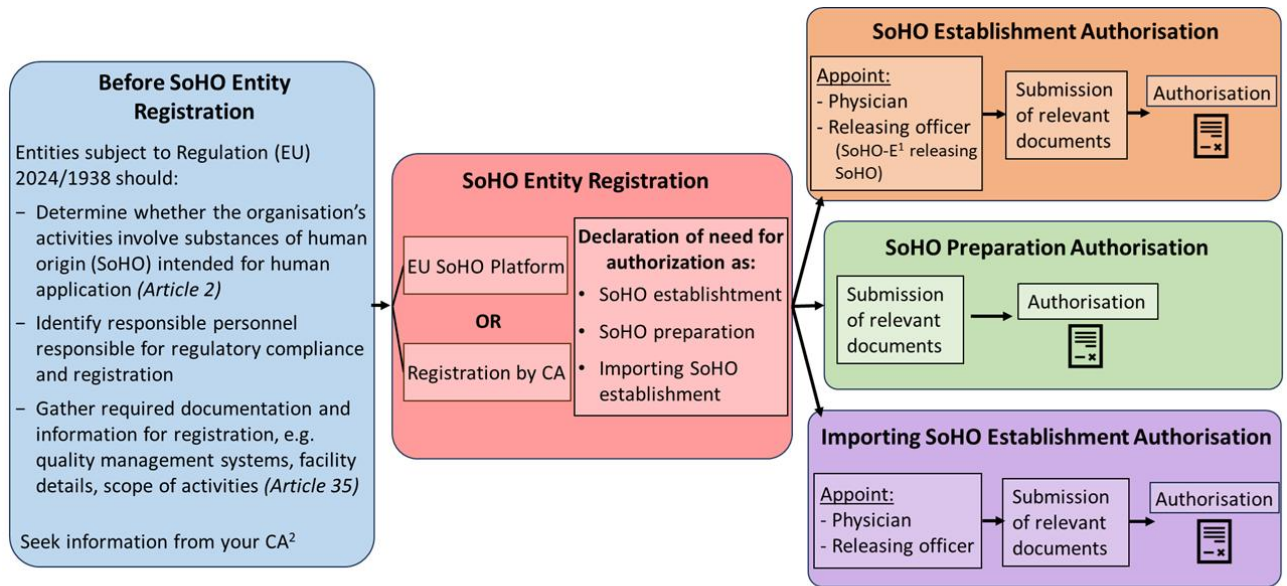 Before SoHO Entity
Registration
Entities subject to Regulation (EU)
2024/1938 should:
− Determine whether the organisation’s
activities involve substances of human
origin (SoHO) intended for human
application (Article 2)
− Identify responsible personnel
responsible for regulatory compliance
and registration
− Gather required documentation and
information for registration, e.g.
quality management systems, facility
details, scope of activities (Article 35)
Seek information from your CA²
SoHO Entity Registration
EU SoHO Platform
OR
Registration by CA
Declaration of need for
authorization as:
• SoHO establishtment
• SoHO preparation
• Importing SoHO
establishment
SoHO Establishment Authorisation
Appoint:
- Physician
- Releasing officer
(SoHO-E¹ releasing
SoHO)
Submission
of relevant
documents
Authorisation
SoHO Preparation Authorisation
Submission
of relevant
documents
Authorisation
Importing SoHO Establishment Authorisation
Appoint:
- Physician
- Releasing officer
Submission
of relevant
documents
Authorisation